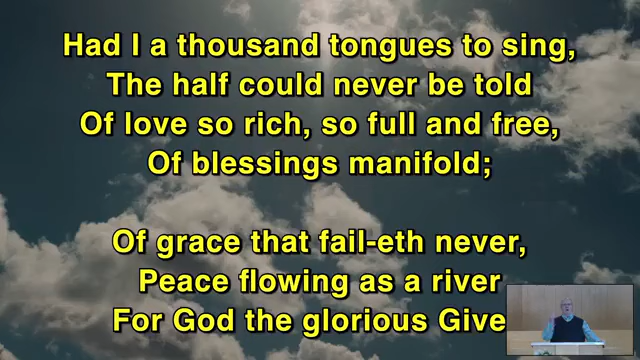 Had I a thousand tongues to sing,
The half could never be told
Of love so rich, so full and free,
Of blessings manifold;
Of grace that fail-eth never,
Peace flowing as a river
For God the glorious Give